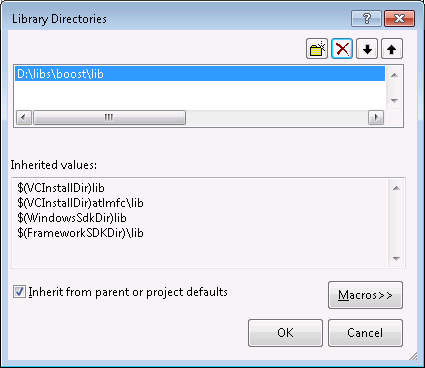 Library Directories
D:\libs\boost\lib
Inherited values:
$(VCInstallDir)lib
$(VCInstallDir)atlmfc\lib
$(WindowsSdkDir)lib
$(FrameworkSDKDir)\lib
Inherit from parent or project defaults
Macros>>
OK
Cancel